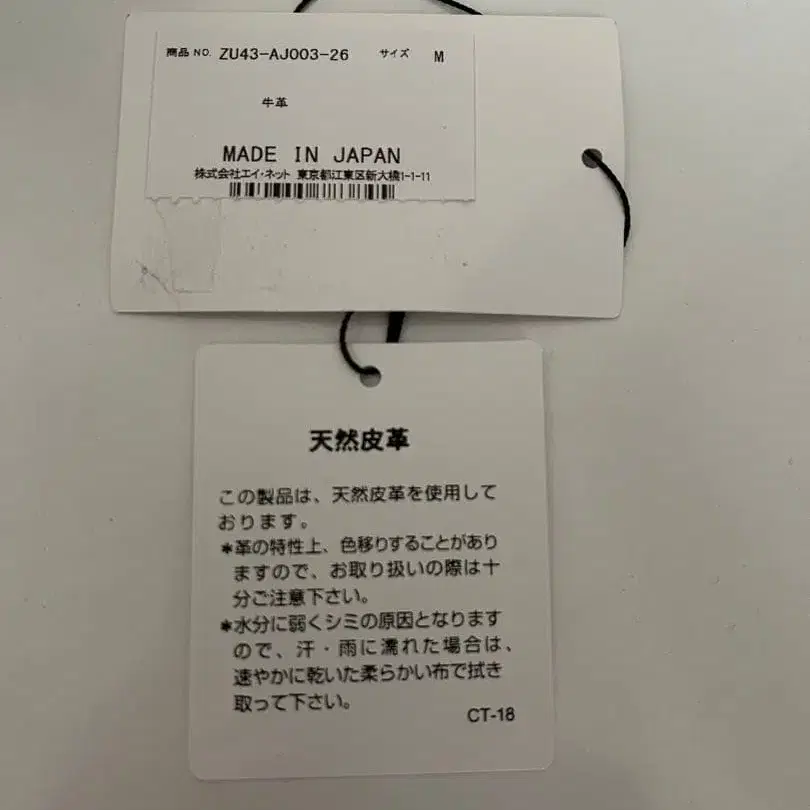 商品 NO. ZU43-AJ003-26 サイズ M
牛革
MADE IN JAPAN
株式会社エイ・ネット 東京都江東区新大橋1-1-11
天然皮革
この製品は、天然皮革を使用して
おります。
*革の特性上、色移りすることがあり
ますので、お取り扱いの際は十
分ご注意下さい。
*水分に弱くシミの原因となります
ので、汗・雨に濡れた場合は、
速やかに乾いた柔らかい布で拭き
取って下さい。
CT-18